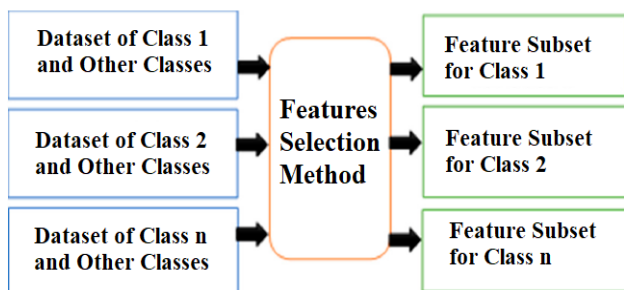 Dataset of Class 1
and Other Classes
Dataset of Class 2
and Other Classes
Dataset of Class n
and Other Classes
Features
Selection
Method
Feature Subset
for Class 1
Feature Subset
for Class 2
Feature Subset
for Class n